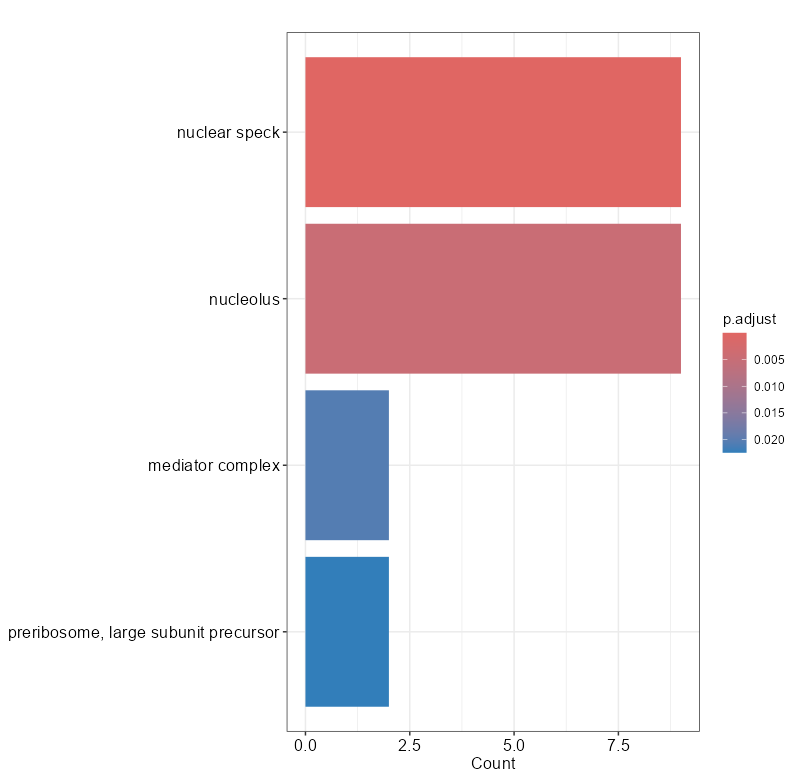 nuclear speck
nucleolus
mediator complex
preribosome, large subunit precursor
0.0 2.5 5.0 7.5
Count
p.adjust
0.005
0.010
0.015
0.020